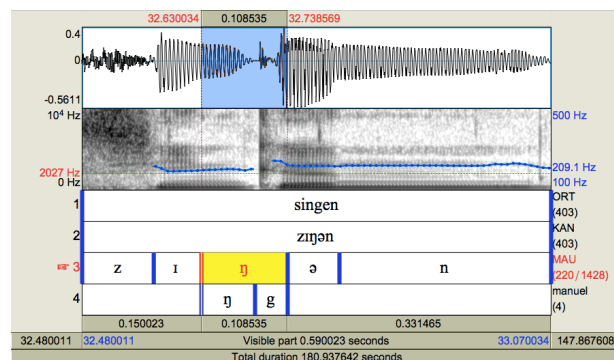 32.630034 0.108535 32.738569
0.4
0
-0.5611
10⁴ Hz 500 Hz
2027 Hz 209.1 Hz
0 Hz 100 Hz
1 singen ORT (403)
2 zɪŋən KAN (403)
3 z ɪ ŋ ə n MAU (220 / 1428)
4 ŋ g manuel (4)
0.150023 0.108535 0.331465
32.480011 32.480011 Visible part 0.590023 seconds 33.070034 147.867608
Total duration 180.937642 seconds